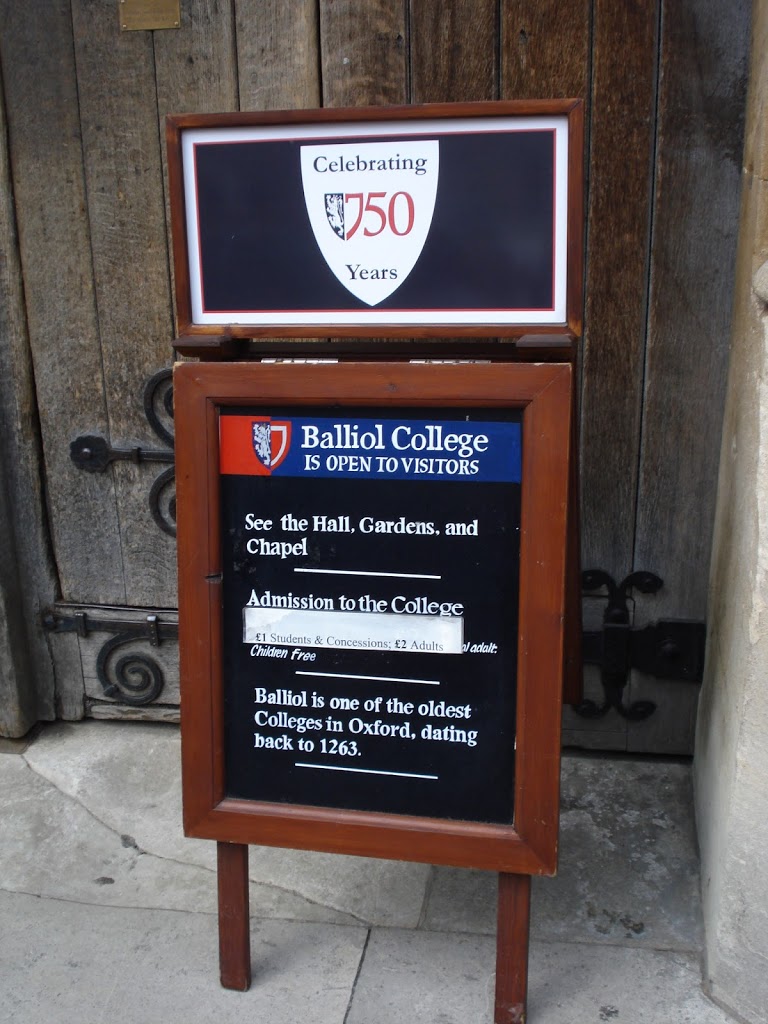 Celebrating
750
Years
Balliol College
IS OPEN TO VISITORS
See the Hall, Gardens, and
Chapel
Admission to the College
£1 Students & Concessions; £2 Adults
Children Free
Balliol is one of the oldest
Colleges in Oxford, dating
back to 1263.